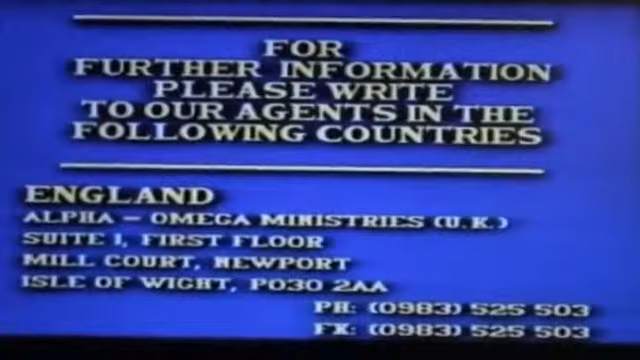 FOR
FURTHER INFORMATION
PLEASE WRITE
TO OUR AGENTS IN THE
FOLLOWING COUNTRIES
ENGLAND
ALPHA - OMEGA MINISTRIES (U.K.)
SUITE 1, FIRST FLOOR
MILL COURT, NEWPORT
ISLE OF WIGHT, PO30 2AA
PH: (0983) 525 503
FX: (0983) 525 503